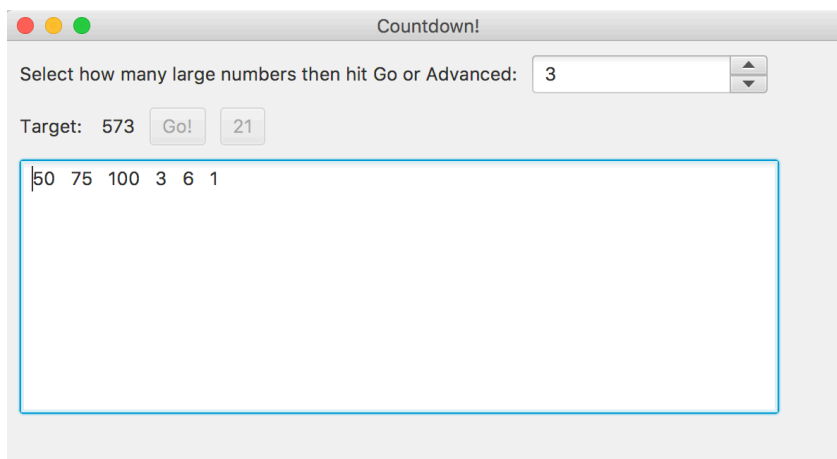 Countdown!
Select how many large numbers then hit Go or Advanced: 3
Target: 573 Go! 21
50 75 100 3 6 1